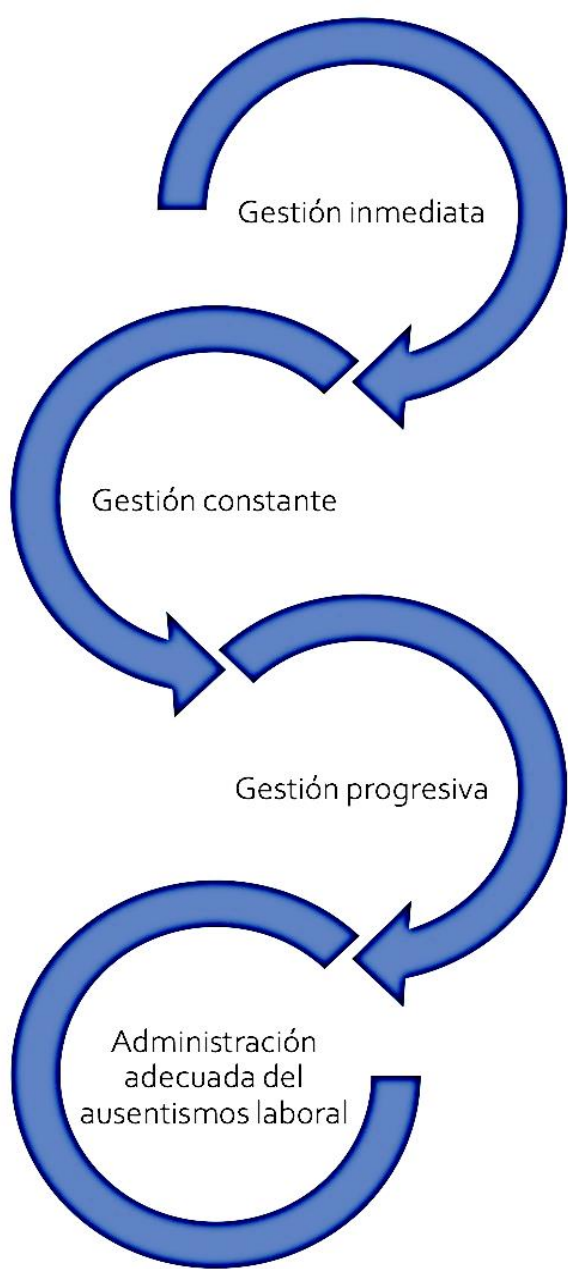 Gestión inmediata
Gestión constante
Gestión progresiva
Administración
adecuada del
ausentismos laboral